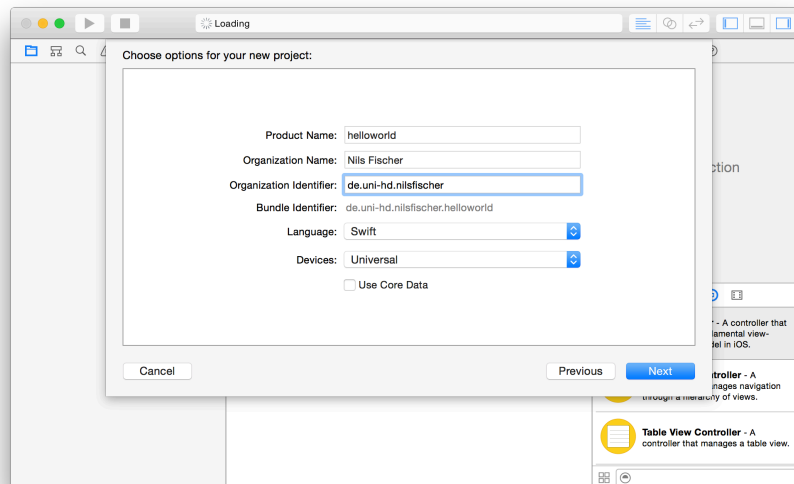 Loading
Choose options for your new project:
Product Name: helloworld
Organization Name: Nils Fischer
Organization Identifier: de.uni-hd.nilsfischer
Bundle Identifier: de.uni-hd.nilsfischer.helloworld
Language: Swift
Devices: Universal
Use Core Data
Cancel
Previous
Next
ction
- A controller that
lamental view-
del in iOS.
troller - A
nages navigation
through a hierarchy of views.
Table View Controller - A
controller that manages a table view.